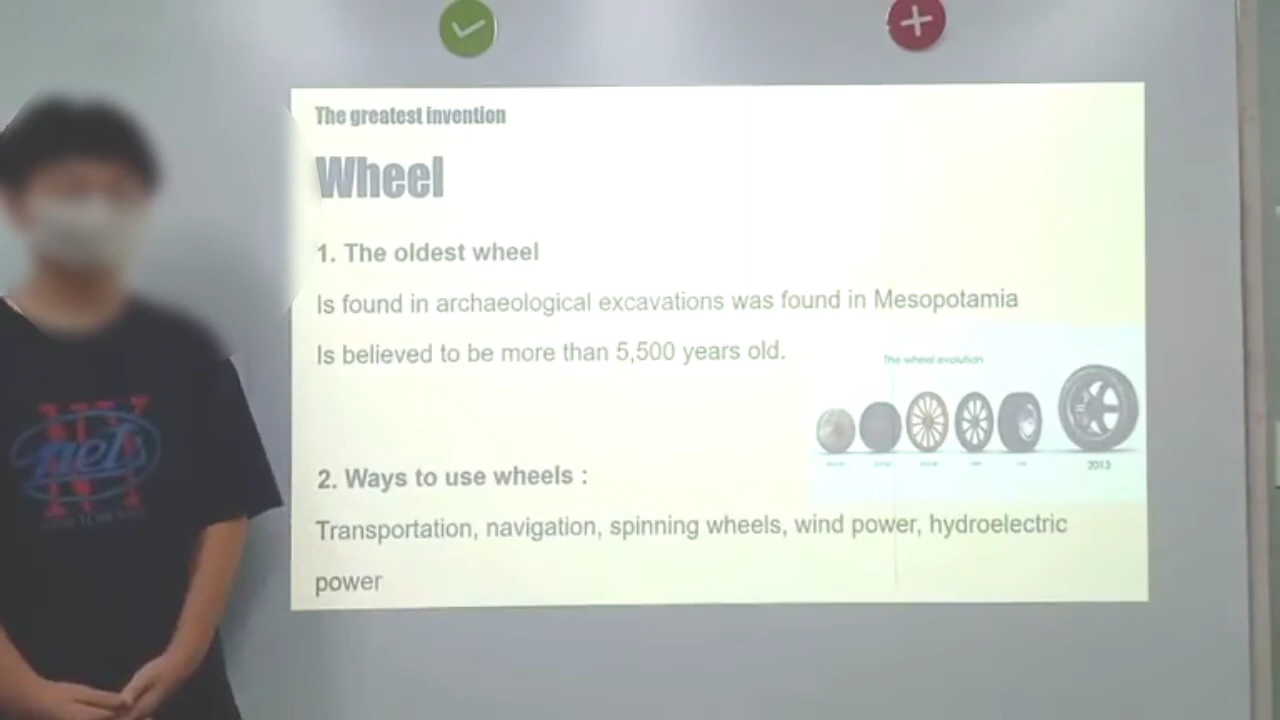 The greatest invention
Wheel
1. The oldest wheel
Is found in archaeological excavations was found in Mesopotamia
Is believed to be more than 5,500 years old.
The wheel evolution
2013
2. Ways to use wheels :
Transportation, navigation, spinning wheels, wind power, hydroelectric
power
nets